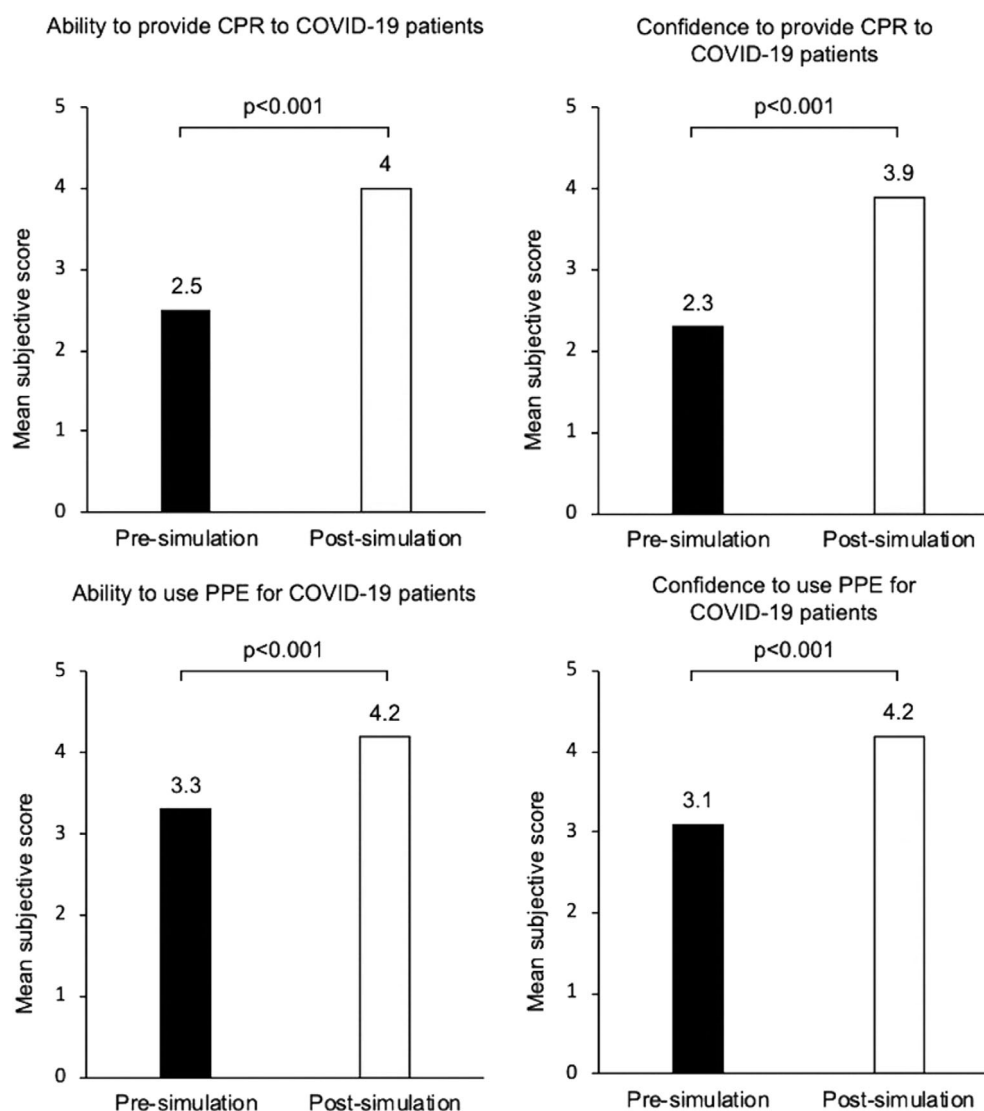 Ability to provide CPR to COVID-19 patients
Mean subjective score
5
4
3
2
1
0
p<0.001
2.5
4
Pre-simulation
Post-simulation
Confidence to provide CPR to
COVID-19 patients
Mean subjective score
5
4
3
2
1
0
p<0.001
2.3
3.9
Pre-simulation
Post-simulation
Ability to use PPE for COVID-19 patients
Mean subjective score
5
4
3
2
1
0
p<0.001
3.3
4.2
Pre-simulation
Post-simulation
Confidence to use PPE for
COVID-19 patients
Mean subjective score
5
4
3
2
1
0
p<0.001
3.1
4.2
Pre-simulation
Post-simulation